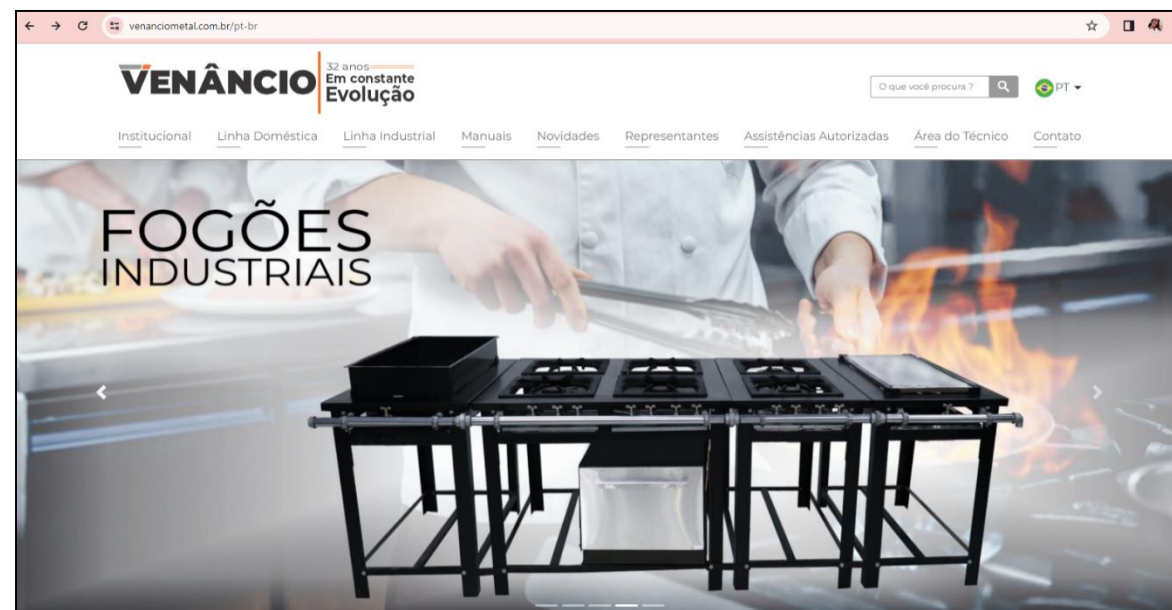 venanciometal.com.br/pt-br
VENÂNCIO
32 anos
Em constante
Evolução
O que você procura ?
PT
Institucional Linha Doméstica Linha Industrial Manuais Novidades Representantes Assistências Autorizadas Área do Técnico Contato
FOGÕES
INDUSTRIAIS